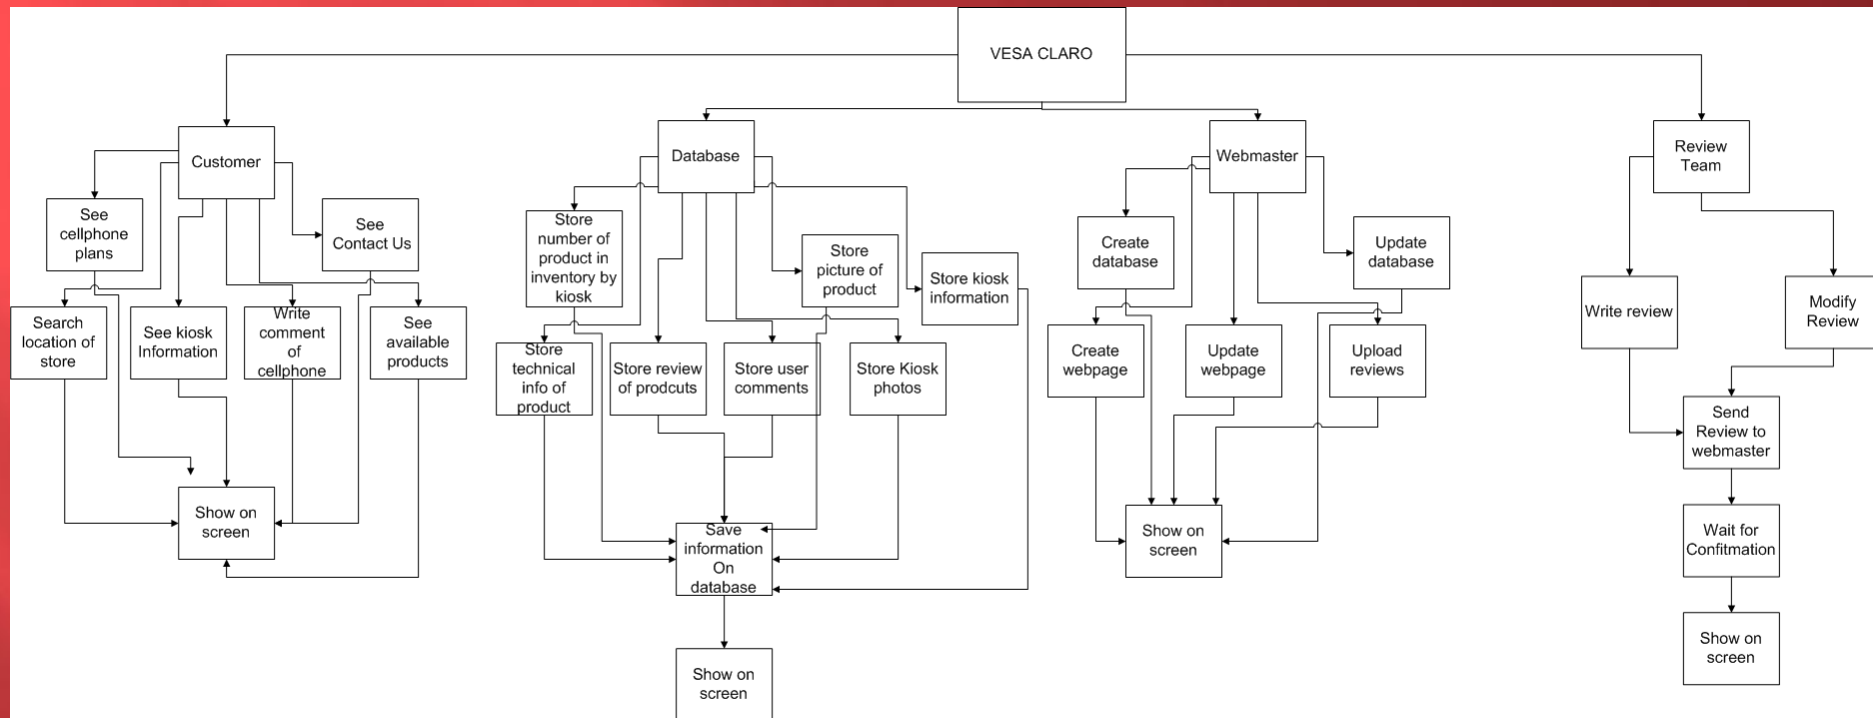 VESA CLARO
Customer
See
cellphone
plans
See
Contact Us
Search
location of
store
See kiosk
Information
Write
comment
of
cellphone
See
available
products
Show on
screen
Database
Store
number of
product in
inventory by
kiosk
Store
picture of
product
Store kiosk
information
Store
technical
info of
product
Store review
of prodcuts
Store user
comments
Store Kiosk
photos
Save
information
On
database
Show on
screen
Webmaster
Create
database
Update
database
Create
webpage
Update
webpage
Upload
reviews
Show on
screen
Review
Team
Write review
Modify
Review
Send
Review to
webmaster
Wait for
Confitmation
Show on
screen